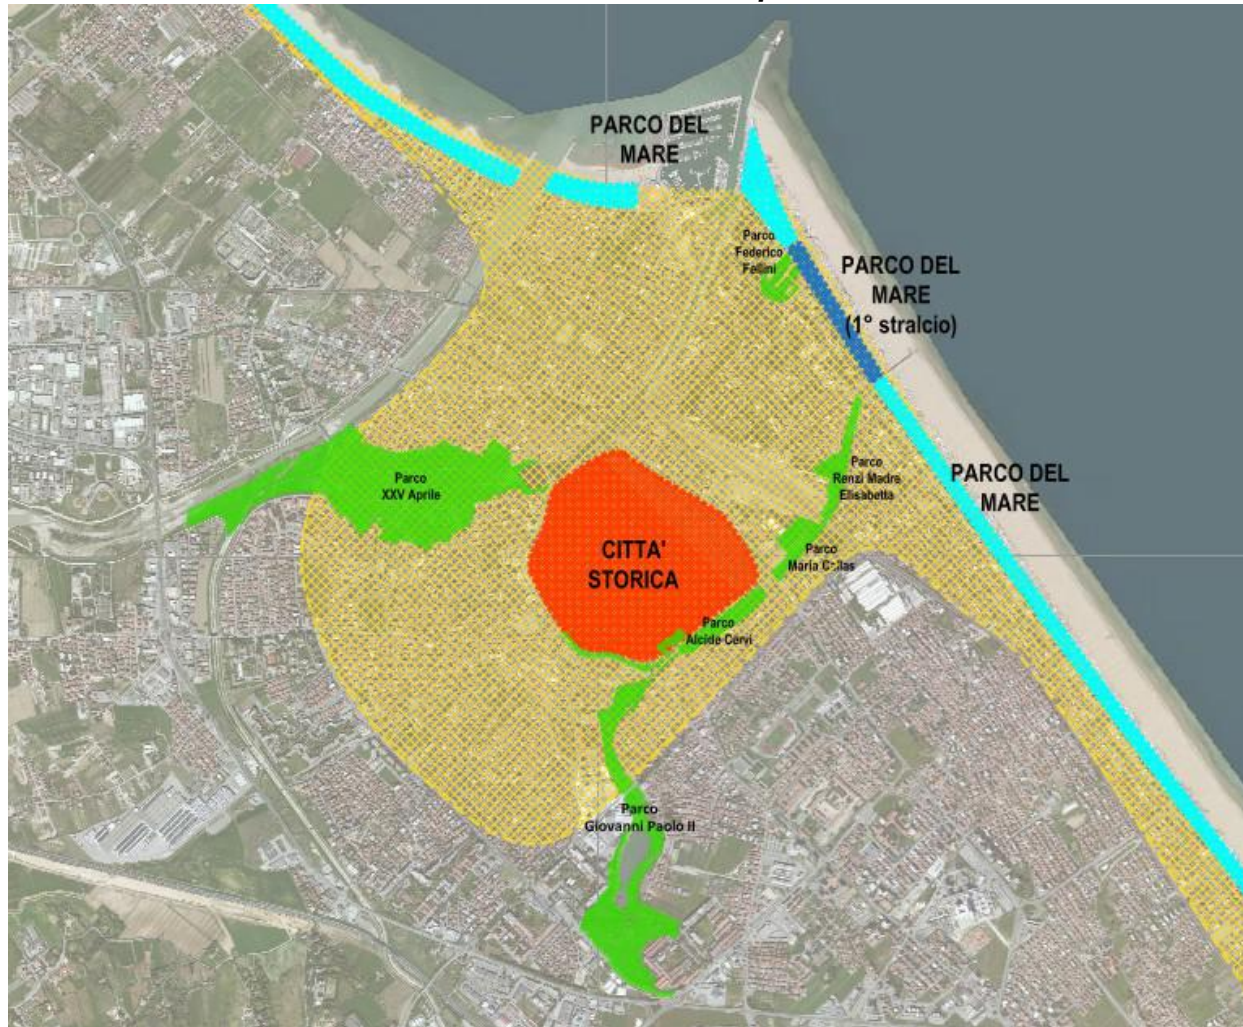 PARCO DEL
MARE
Parco
Federico
Fellini
PARCO DEL
MARE
(1° stralcio)
Parco
XXV Aprile
Parco
Renzi Madre
Elisabetta
PARCO DEL
MARE
CITTA'
STORICA
Parco
Maria Callas
Parco
Alcide Cervi
Parco
Giovanni Paolo II